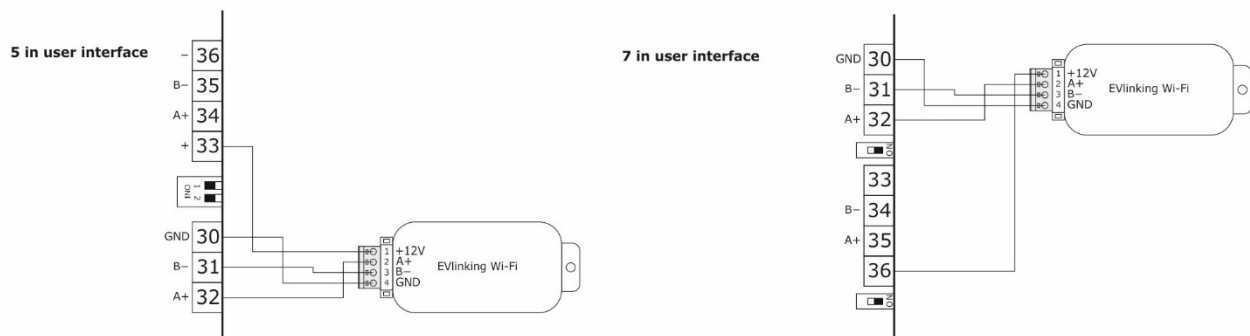 5 in user interface
– 36
B– 35
A+ 34
+ 33
1
2
ON
GND 30
B– 31
A+ 32
1 +12V
2 A+
3 B–
4 GND
EVlinking Wi-Fi
7 in user interface
GND 30
B– 31
A+ 32
ON
33
B– 34
A+ 35
36
ON
1 +12V
2 A+
3 B–
4 GND
EVlinking Wi-Fi